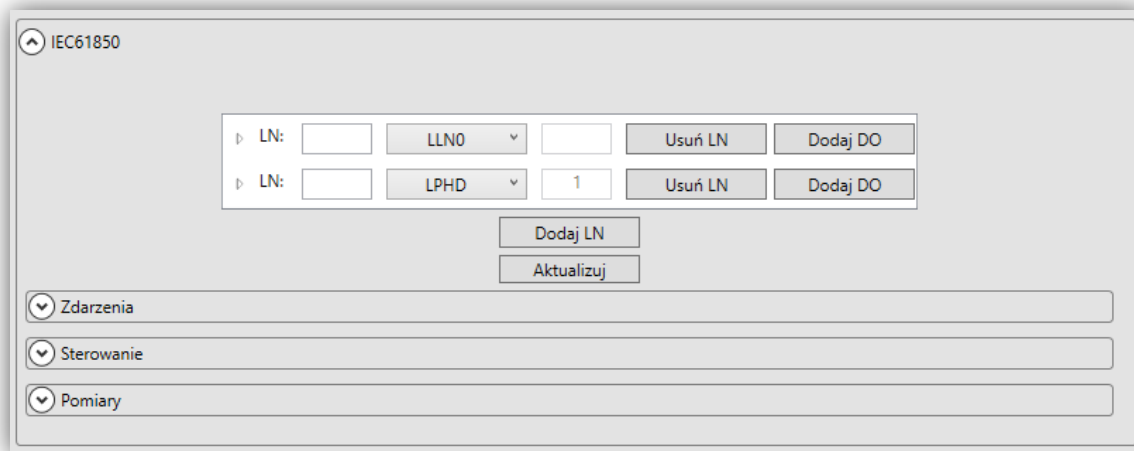 IEC61850
LN: LLN0 Usuń LN Dodaj DO
LN: LPHD 1 Usuń LN Dodaj DO
Dodaj LN
Aktualizuj
Zdarzenia
Sterowanie
Pomiary